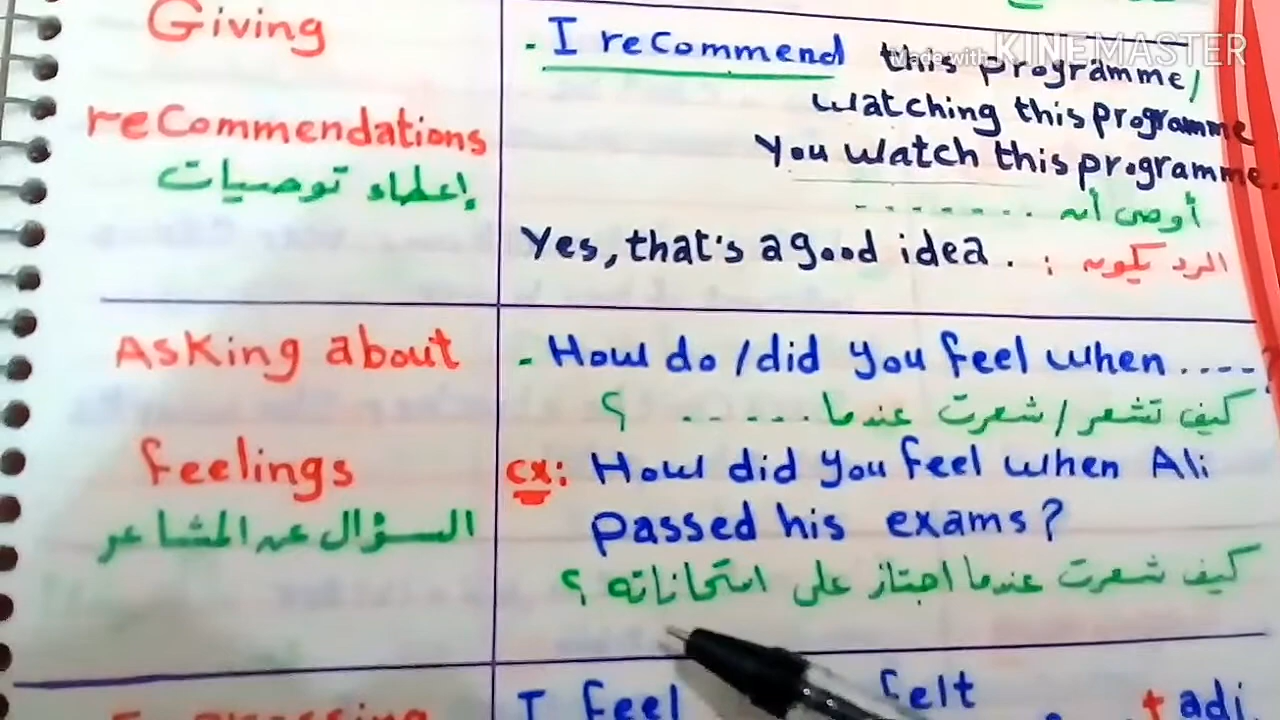 Made with KINEMASTER
Giving
recommendations
إعطاء توصيات
- I recommend this programme/
watching this programme
You watch this programme.
أوصى أنه .......
Yes, that's a good idea. : الرد يكون
Asking about
feelings
السؤال عن المشاعر
- How do/did you feel when ....?
كيف تشعر/شعرت عندما ..... ؟
ex: How did you feel when Ali
passed his exams?
كيف شعرت عندما اجتاز على امتحاناته ؟
I feel felt + adj